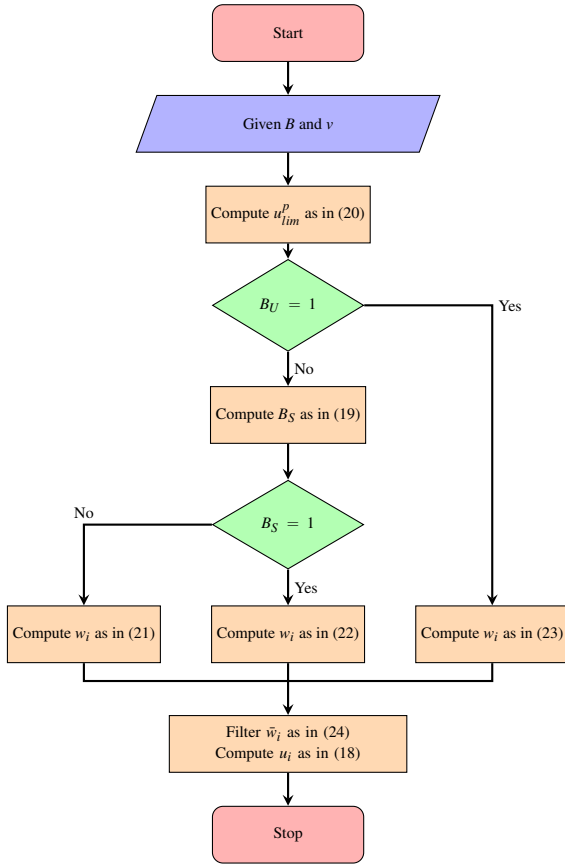 Start
Given B and v
Compute u_{lim}^{p} as in (20)
B_U = 1
Yes
No
Compute B_S as in (19)
B_S = 1
No
Yes
Compute w_i as in (21)
Compute w_i as in (22)
Compute w_i as in (23)
Filter w̄_i as in (24)
Compute u_i as in (18)
Stop